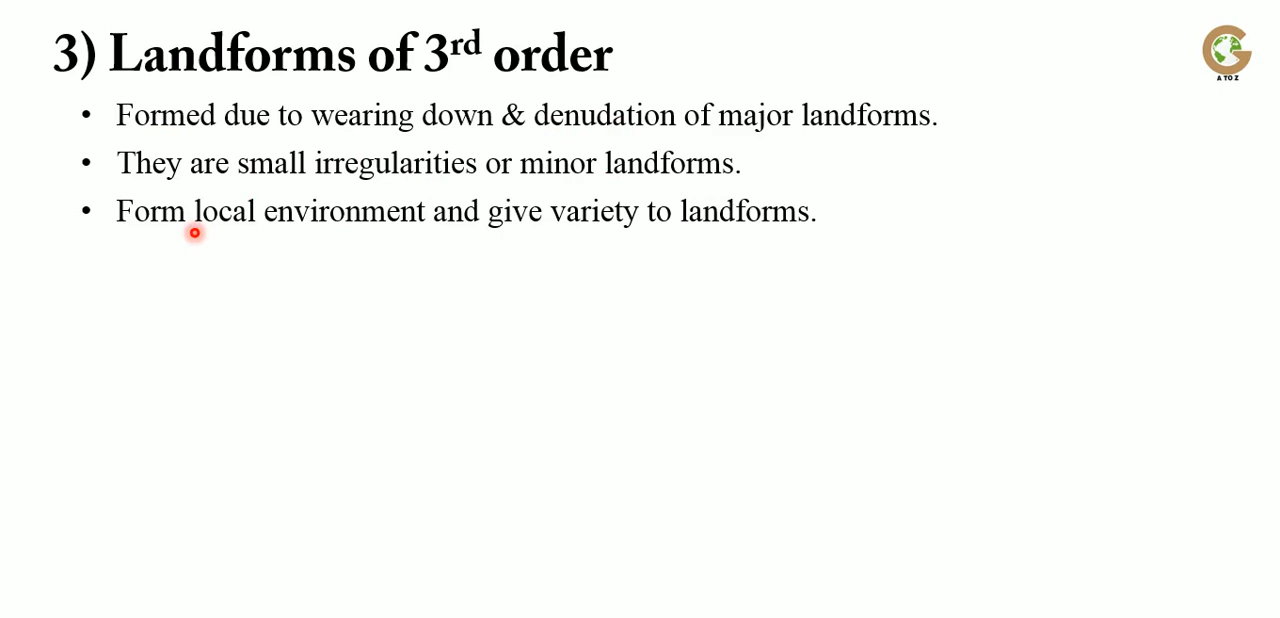 3) Landforms of 3rd order
• Formed due to wearing down & denudation of major landforms.
• They are small irregularities or minor landforms.
• Form local environment and give variety to landforms.
A TO Z